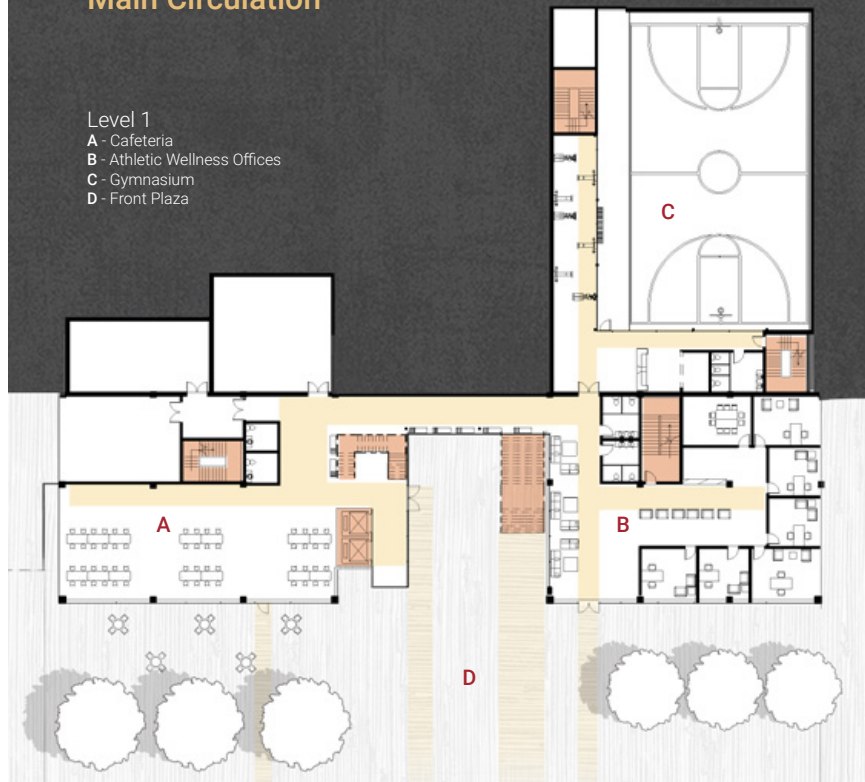 Main Circulation
Level 1
A - Cafeteria
B - Athletic Wellness Offices
C - Gymnasium
D - Front Plaza
C
A
B
D